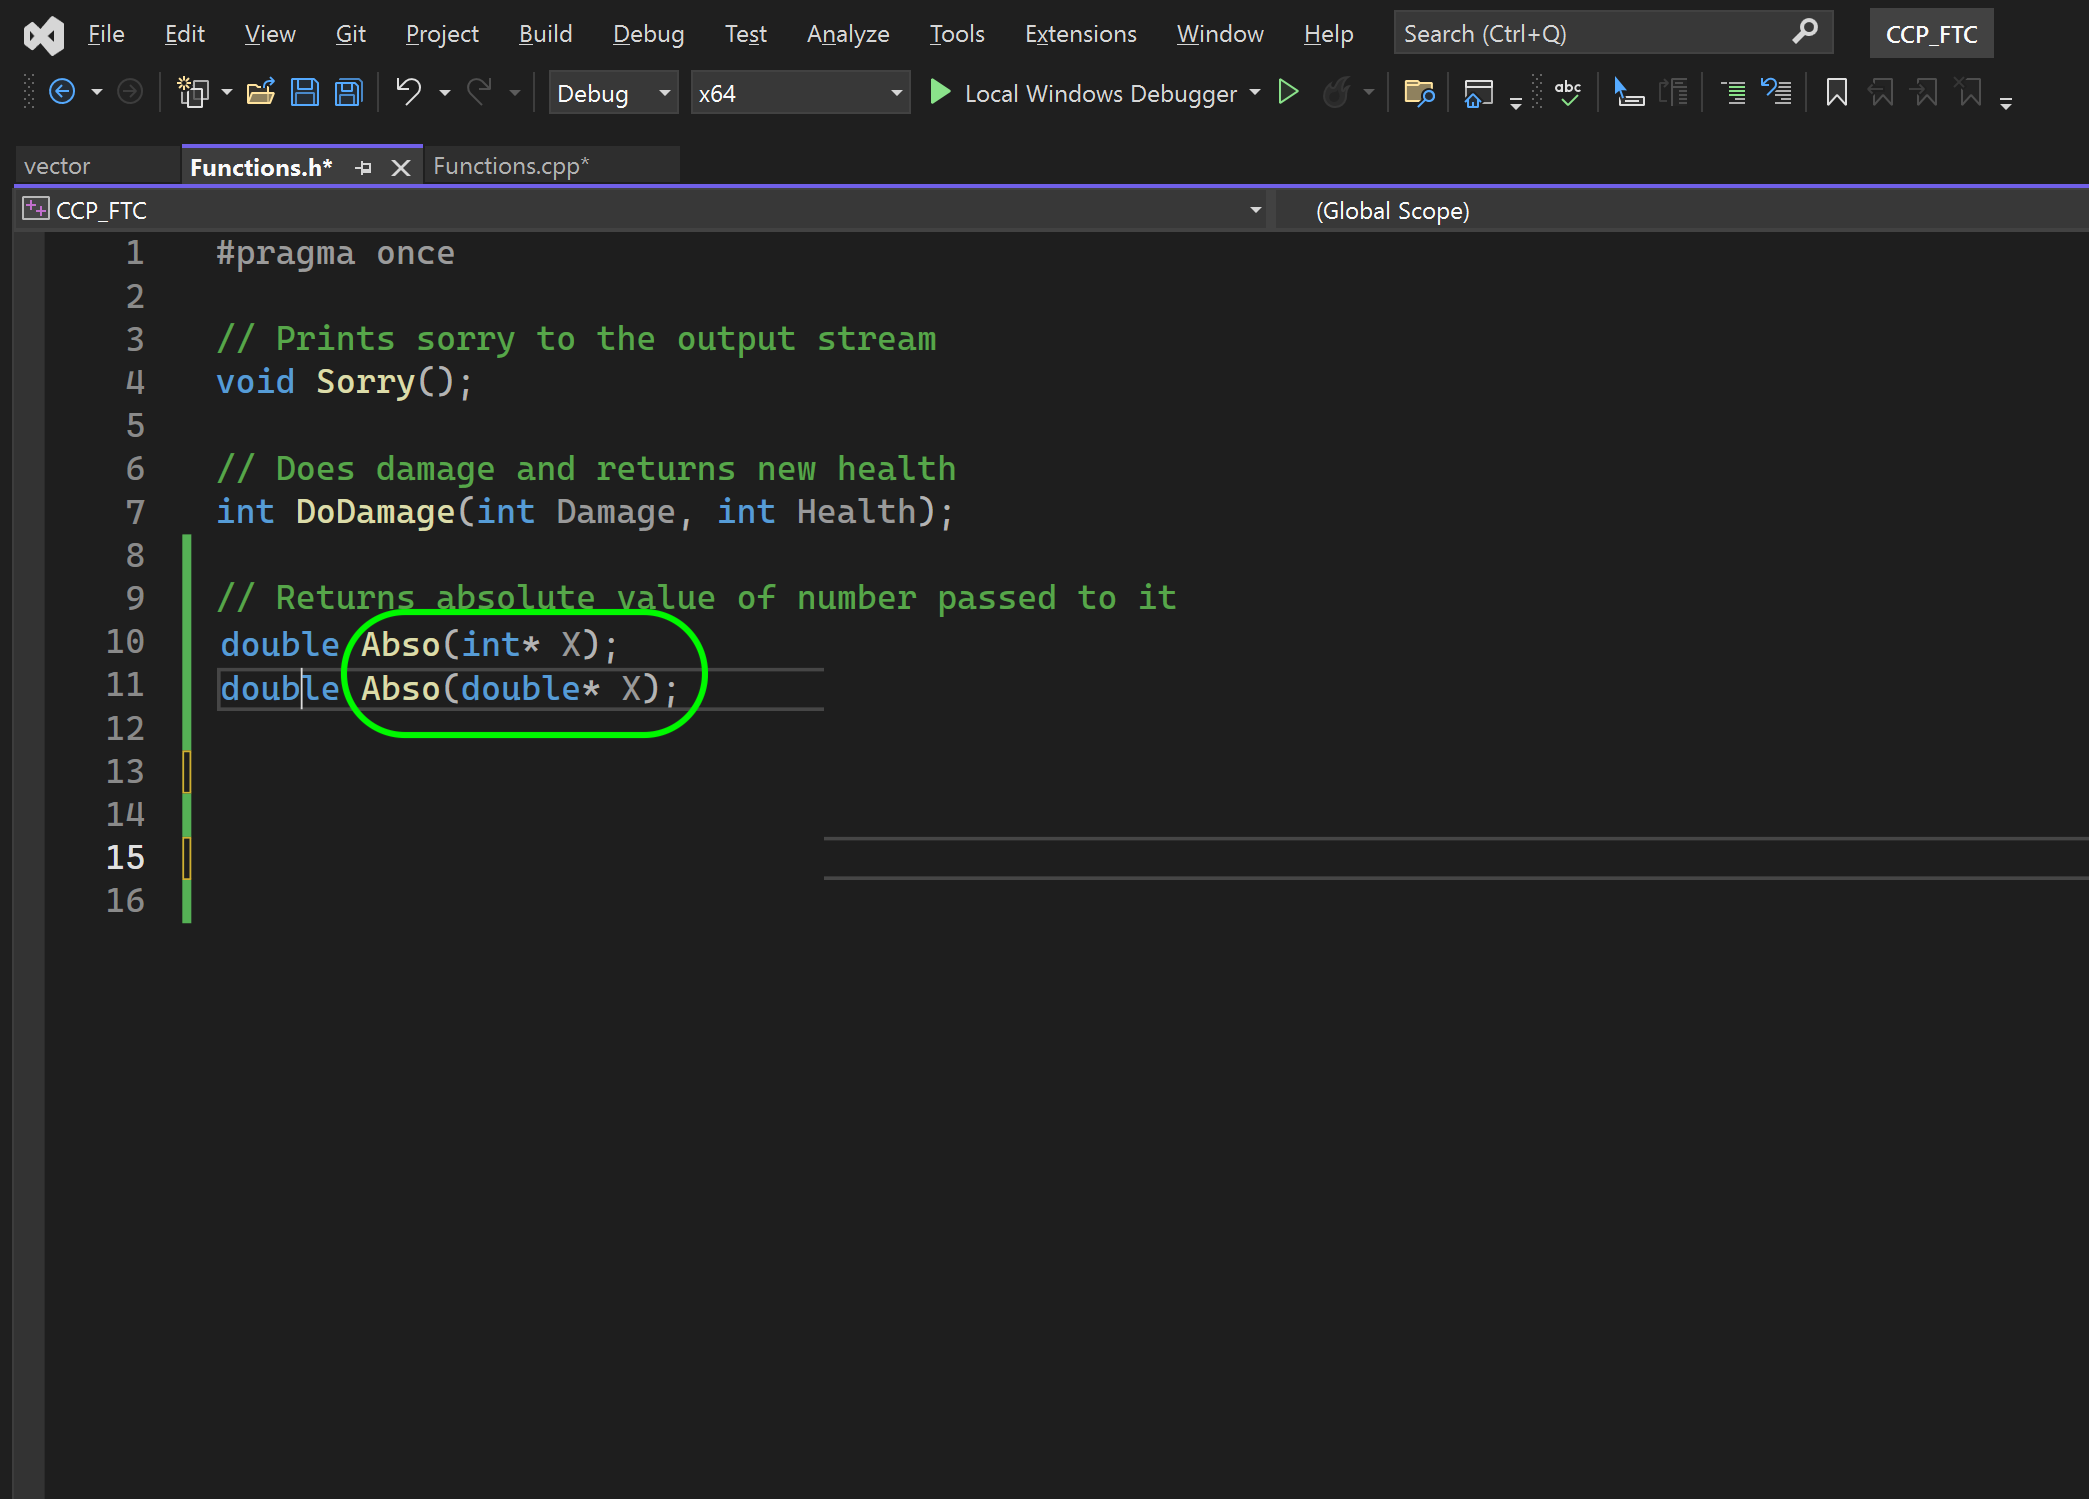 File Edit View Git Project Build Debug Test Analyze Tools Extensions Window Help Search (Ctrl+Q) CCP_FTC
Debug x64 Local Windows Debugger abc
vector Functions.h* Functions.cpp*
CCP_FTC (Global Scope)
1 #pragma once
2
3 // Prints sorry to the output stream
4 void Sorry();
5
6 // Does damage and returns new health
7 int DoDamage(int Damage, int Health);
8
9 // Returns absolute value of number passed to it
10 double Abso(int* X);
11 double Abso(double* X);
12
13
14
15
16